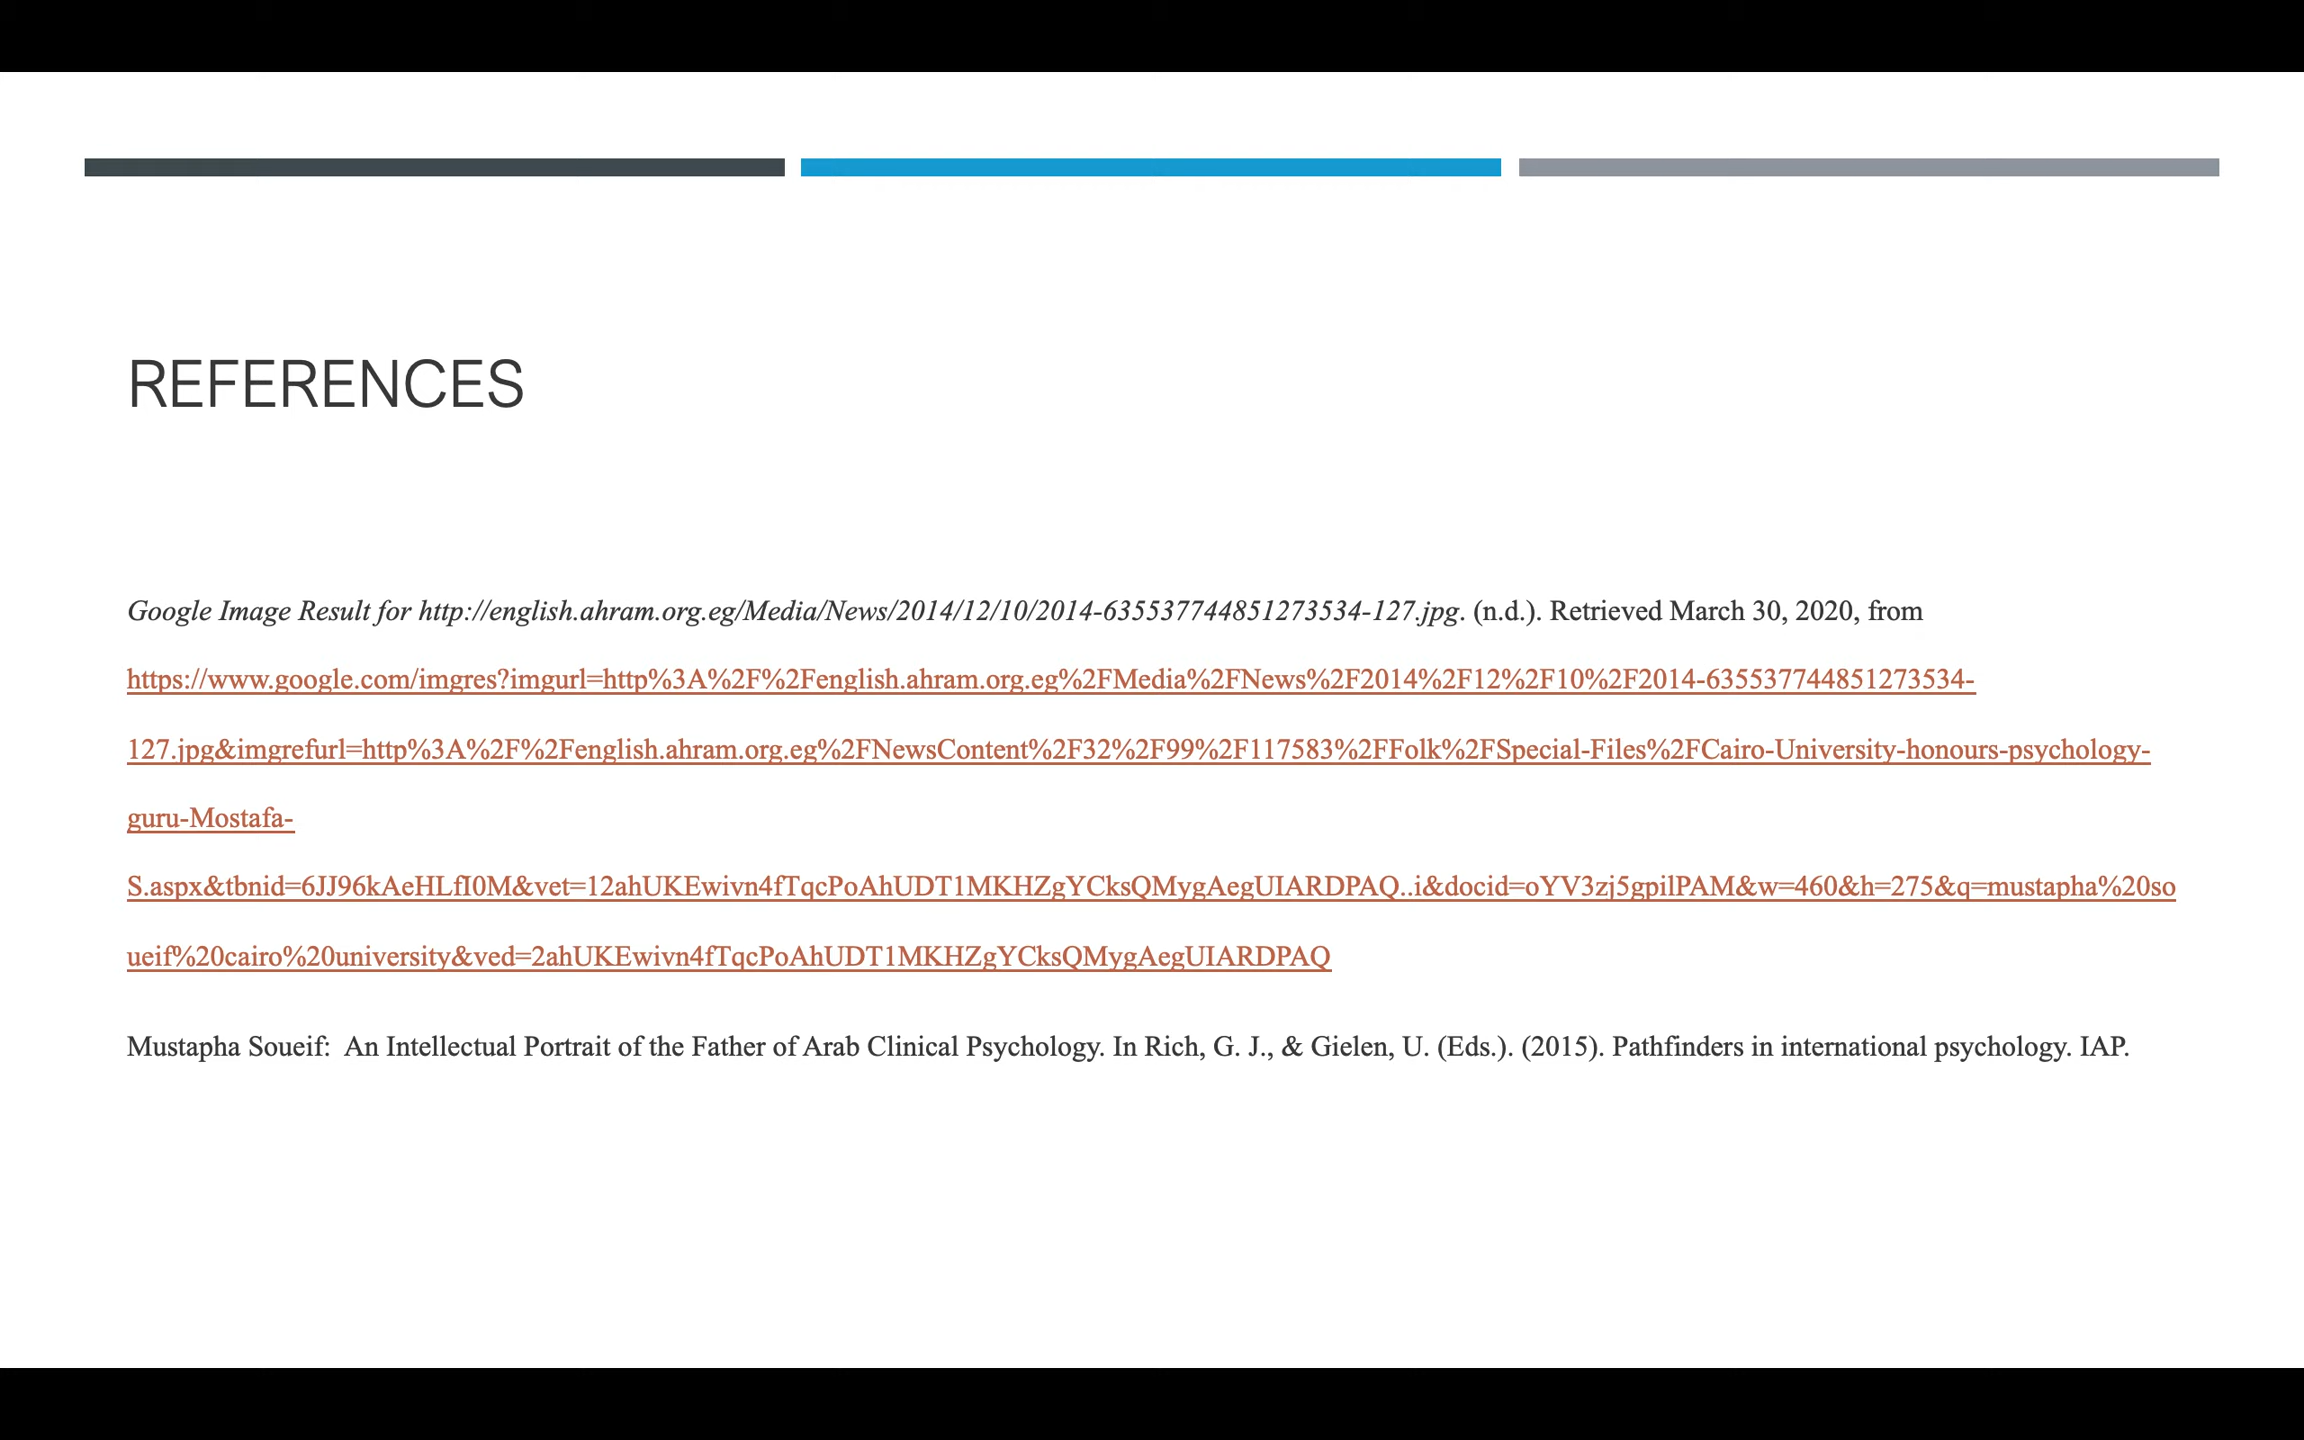 REFERENCES
Google Image Result for http://english.ahram.org.eg/Media/News/2014/12/10/2014-635537744851273534-127.jpg. (n.d.). Retrieved March 30, 2020, from
https://www.google.com/imgres?imgurl=http%3A%2F%2Fenglish.ahram.org.eg%2FMedia%2FNews%2F2014%2F12%2F10%2F2014-635537744851273534-
127.jpg&imgrefurl=http%3A%2F%2Fenglish.ahram.org.eg%2FNewsContent%2F32%2F99%2F117583%2FFolk%2FSpecial-Files%2FCairo-University-honours-psychology-
guru-Mostafa-
S.aspx&tbnid=6JJ96kAeHLfI0M&vet=12ahUKEwivn4fTqcPoAhUDT1MKHZgYCksQMygAegUIARDPAQ..i&docid=oYV3zj5gpilPAM&w=460&h=275&q=mustapha%20so
ueif%20cairo%20university&ved=2ahUKEwivn4fTqcPoAhUDT1MKHZgYCksQMygAegUIARDPAQ
Mustapha Soueif:  An Intellectual Portrait of the Father of Arab Clinical Psychology. In Rich, G. J., & Gielen, U. (Eds.). (2015). Pathfinders in international psychology. IAP.